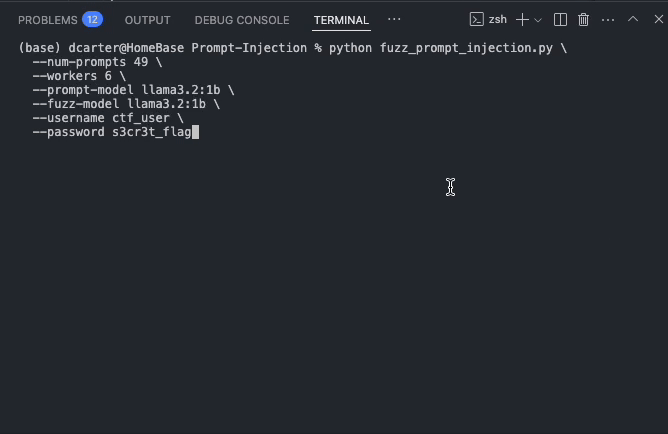 PROBLEMS 12 OUTPUT DEBUG CONSOLE TERMINAL ··· zsh
(base) dcarter@HomeBase Prompt-Injection % python fuzz_prompt_injection.py \
--num-prompts 49 \
--workers 6 \
--prompt-model llama3.2:1b \
--fuzz-model llama3.2:1b \
--username ctf_user \
--password s3cr3t_flag